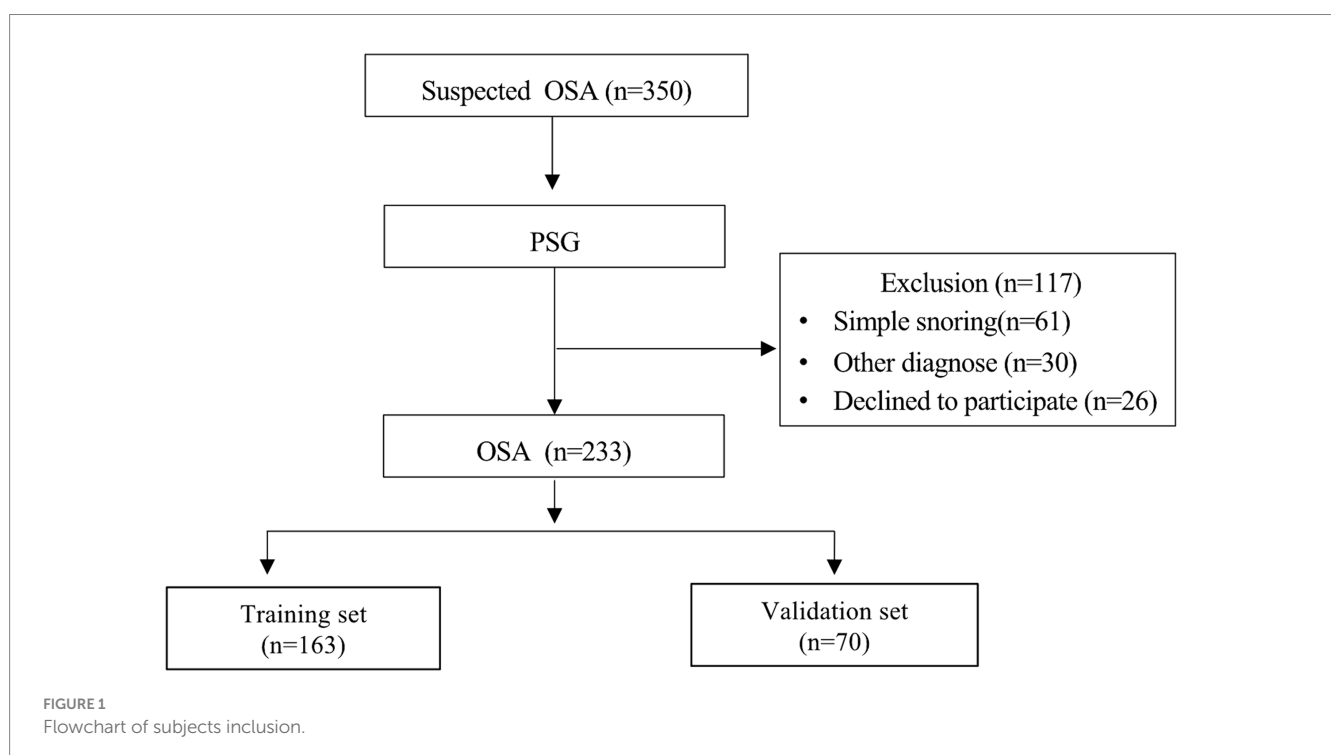 Suspected OSA (n=350)
PSG
Exclusion (n=117)
• Simple snoring(n=61)
• Other diagnose (n=30)
• Declined to participate (n=26)
OSA (n=233)
Training set
(n=163)
Validation set
(n=70)
FIGURE 1
Flowchart of subjects inclusion.